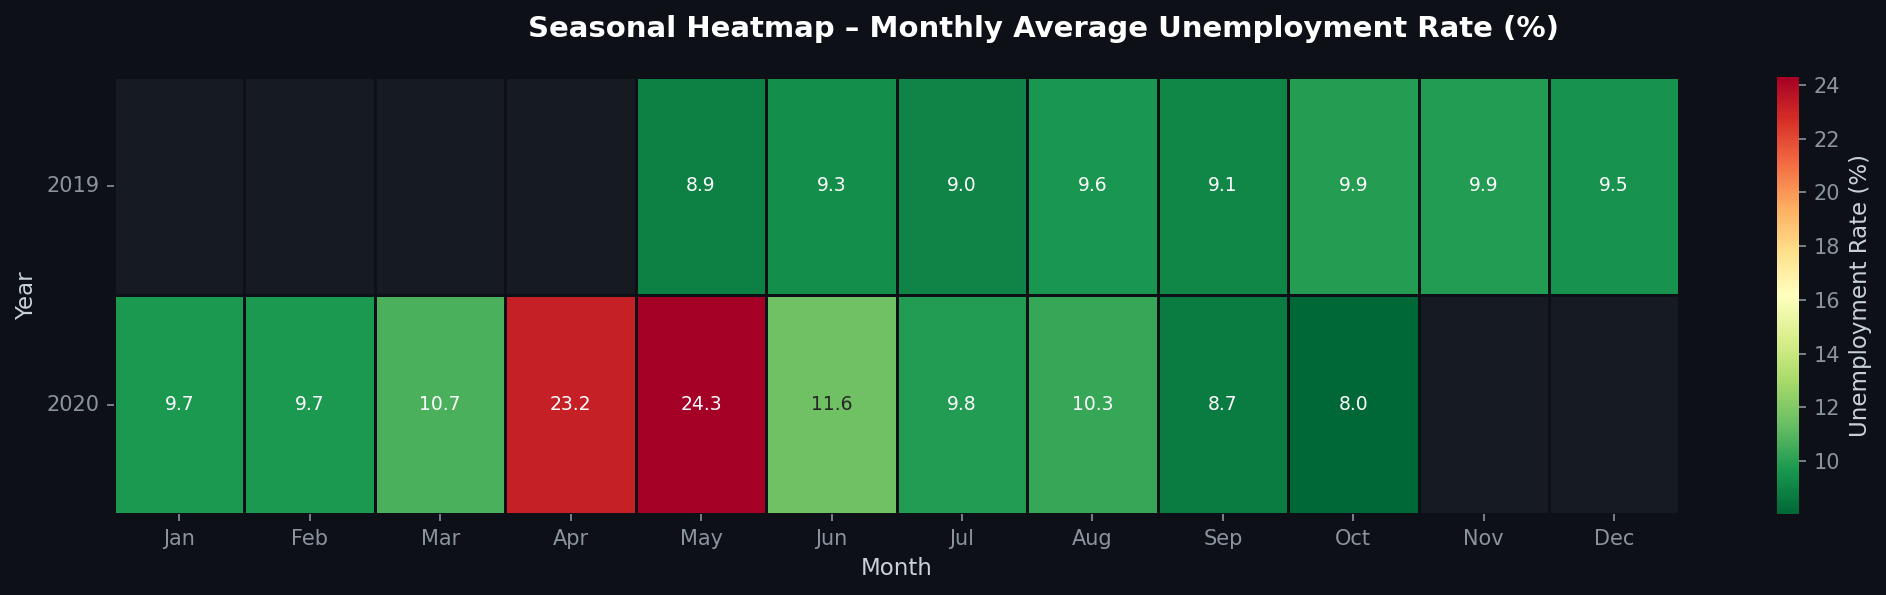 Seasonal Heatmap – Monthly Average Unemployment Rate (%)
2019
8.9 9.3 9.0 9.6 9.1 9.9 9.9 9.5
2020
9.7 9.7 10.7 23.2 24.3 11.6 9.8 10.3 8.7 8.0
Year
Jan Feb Mar Apr May Jun Jul Aug Sep Oct Nov Dec
Month
24
22
20
18
16
14
12
10
Unemployment Rate (%)